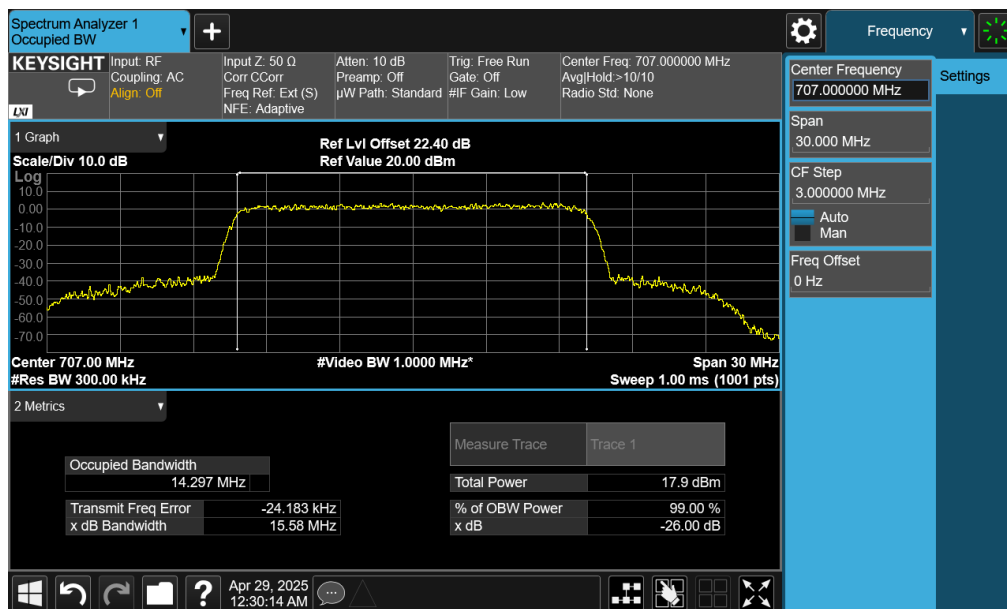 Spectrum Analyzer 1
Occupied BW
Frequency
KEYSIGHT
LXI
Input: RF
Coupling: AC
Align: Off
Input Z: 50 Ω
Corr CCorr
Freq Ref: Ext (S)
NFE: Adaptive
Atten: 10 dB
Preamp: Off
µW Path: Standard
Trig: Free Run
Gate: Off
#IF Gain: Low
Center Freq: 707.000000 MHz
Avg|Hold:>10/10
Radio Std: None
Center Frequency
707.000000 MHz
Settings
Span
30.000 MHz
CF Step
3.000000 MHz
Auto
Man
Freq Offset
0 Hz
1 Graph
Scale/Div 10.0 dB
Ref Lvl Offset 22.40 dB
Ref Value 20.00 dBm
Log
10.0
0.00
-10.0
-20.0
-30.0
-40.0
-50.0
-60.0
-70.0
Center 707.00 MHz
#Res BW 300.00 kHz
#Video BW 1.0000 MHz*
Span 30 MHz
Sweep 1.00 ms (1001 pts)
2 Metrics
Measure Trace Trace 1
Occupied Bandwidth
14.297 MHz
Total Power 17.9 dBm
Transmit Freq Error -24.183 kHz
% of OBW Power 99.00 %
x dB Bandwidth 15.58 MHz
x dB -26.00 dB
?
Apr 29, 2025
12:30:14 AM